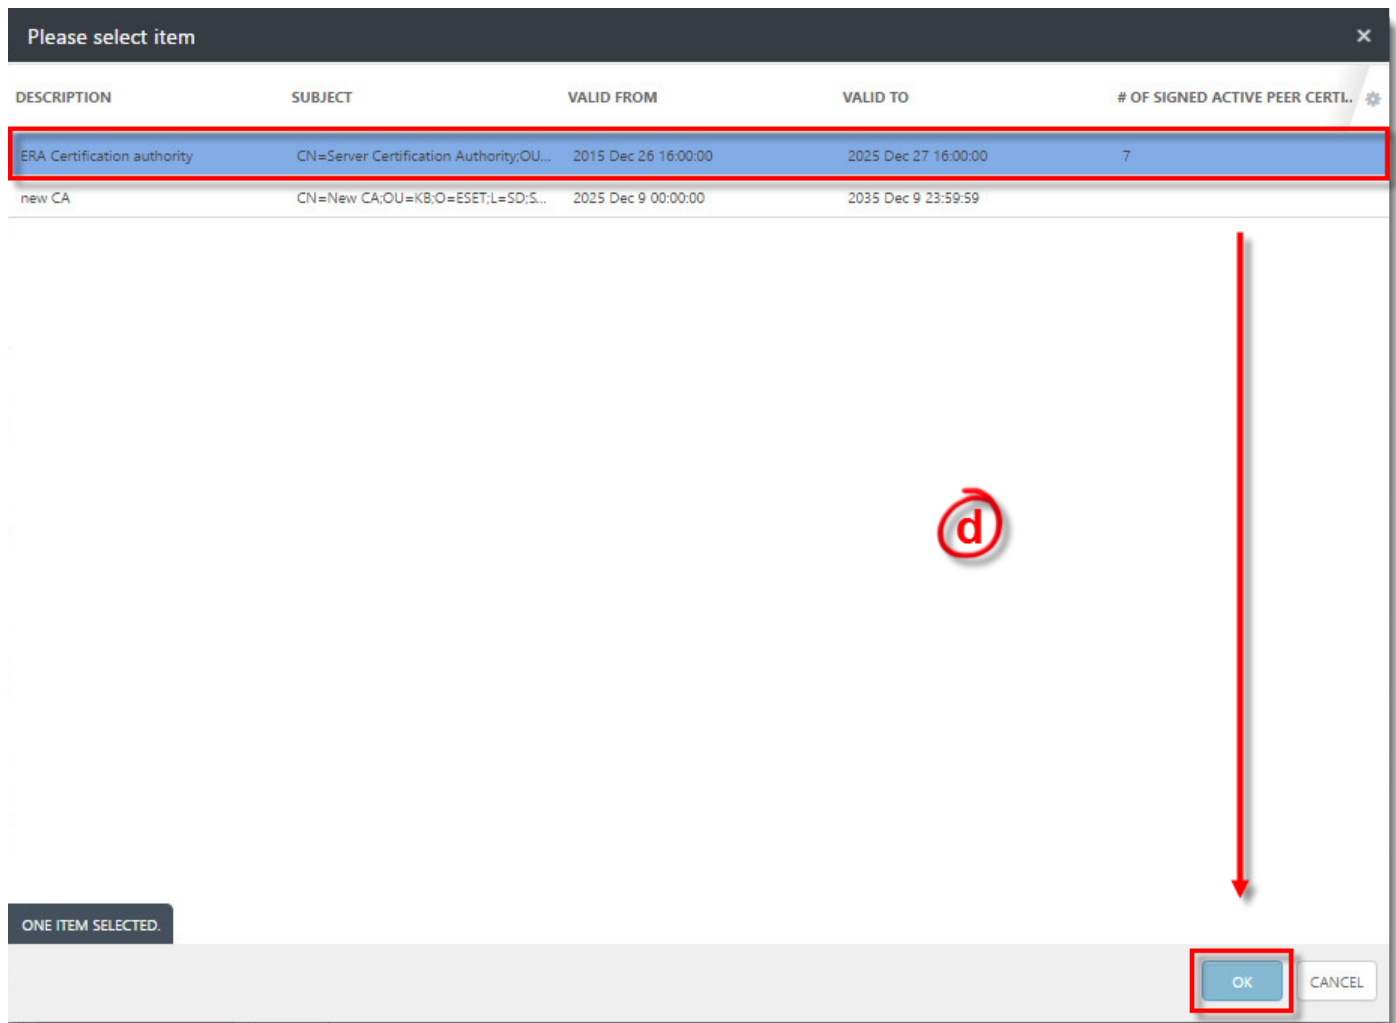 Please select item
DESCRIPTION SUBJECT VALID FROM VALID TO # OF SIGNED ACTIVE PEER CERTI..
ERA Certification authority CN=Server Certification Authority;OU... 2015 Dec 26 16:00:00 2025 Dec 27 16:00:00 7
new CA CN=New CA;OU=KB;O=ESET;L=SD;S... 2025 Dec 9 00:00:00 2035 Dec 9 23:59:59
d
ONE ITEM SELECTED.
OK CANCEL